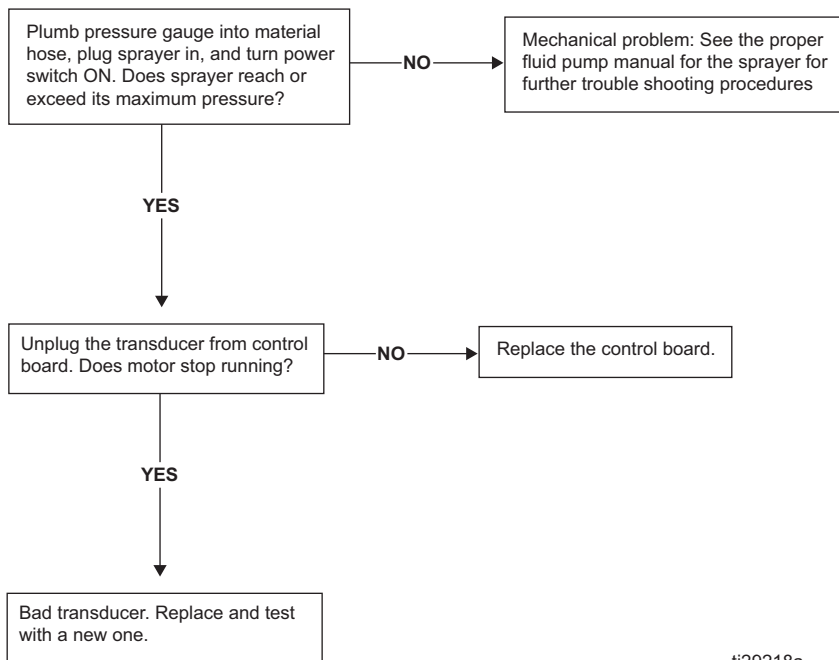 Plumb pressure gauge into material
hose, plug sprayer in, and turn power
switch ON. Does sprayer reach or
exceed its maximum pressure?
NO
Mechanical problem: See the proper
fluid pump manual for the sprayer for
further trouble shooting procedures
YES
Unplug the transducer from control
board. Does motor stop running?
NO
Replace the control board.
YES
Bad transducer. Replace and test
with a new one.